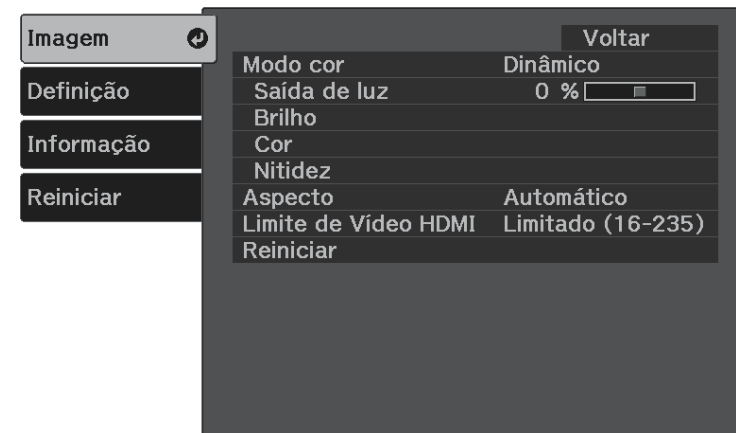 Imagem
Definição
Informação
Reiniciar
Voltar
Modo cor Dinâmico
Saída de luz 0 %
Brilho
Cor
Nitidez
Aspecto Automático
Limite de Vídeo HDMI Limitado (16-235)
Reiniciar